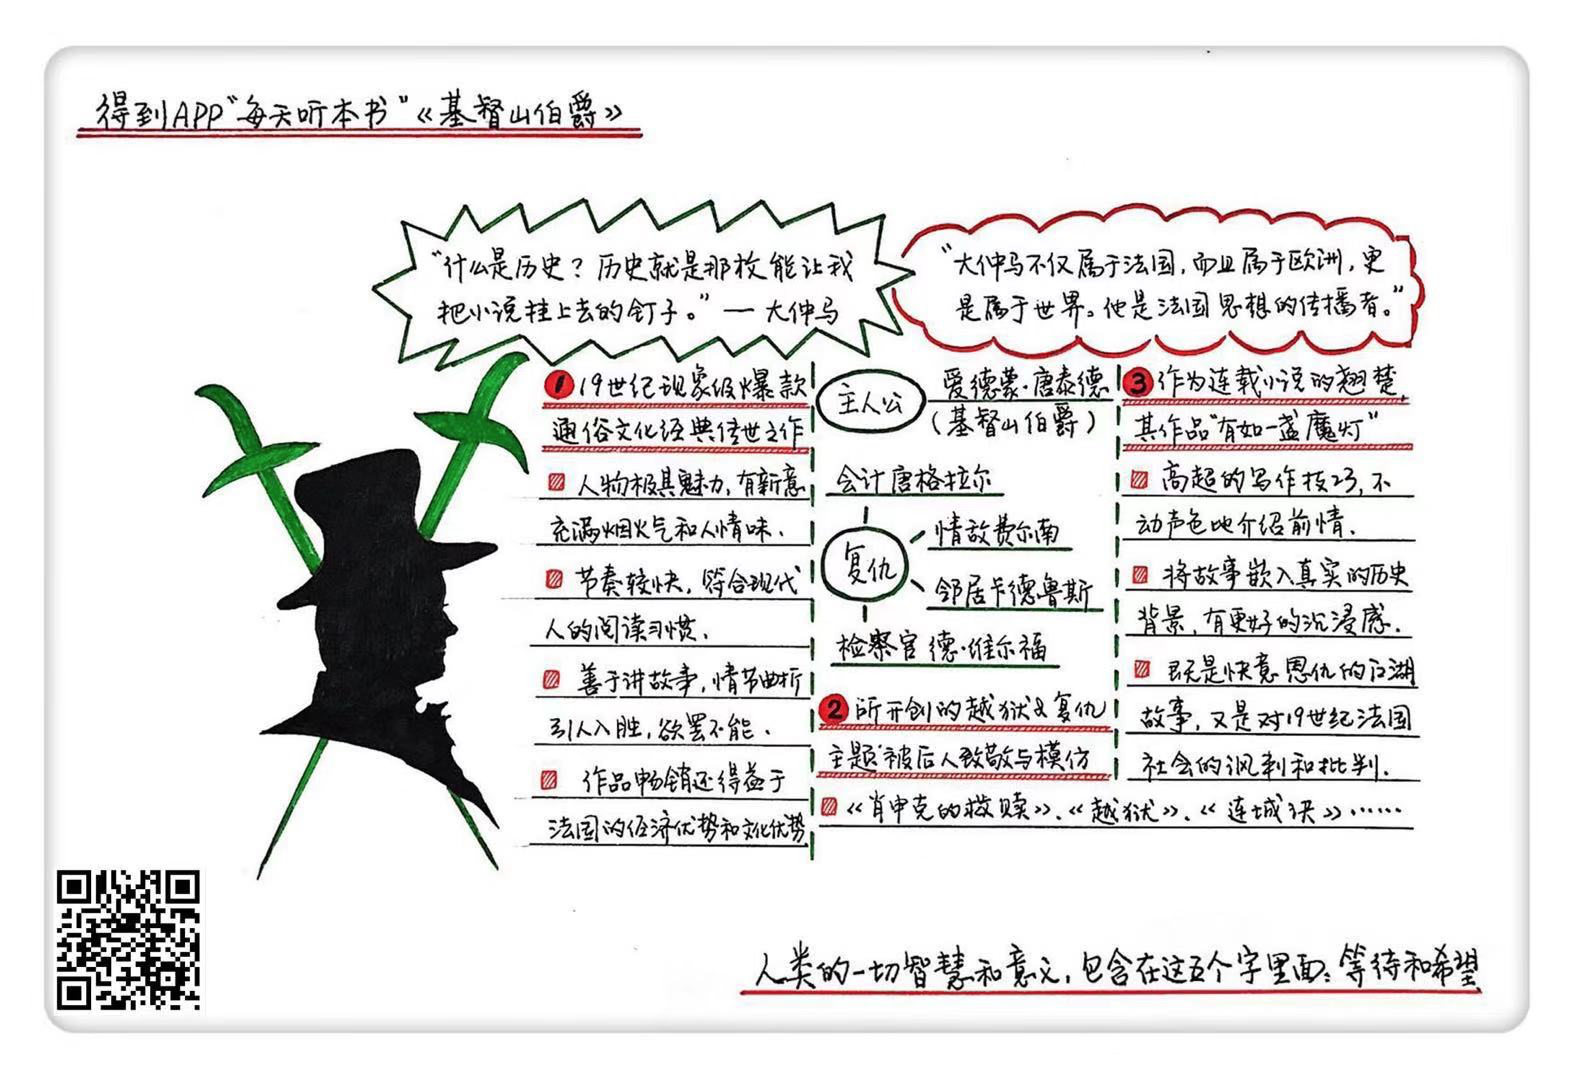 得到APP“每天听本书”《基督山伯爵》
“什么是历史？历史就是那枚能让我
把小说挂上去的钉子。”—大仲马
“大仲马不仅属于法国，而且属于欧洲，更
是属于世界。他是法国思想的传播者。”
1 19世纪现象级爆款
通俗文化经典传世之作
人物极具魅力，有新意
充满烟火气和人情味.
节奏较快，符合现代
人的阅读习惯.
善于讲故事，情节曲折
引人入胜，欲罢不能.
作品畅销还得益于
法国的经济优势和文化优势
主人公
爱德蒙·唐泰德
（基督山伯爵）
会计唐格拉尔
复仇
情敌费尔南
邻居卡德鲁斯
检察官德·维尔福
2 所开创的越狱及复仇
主题被后人致敬与模仿
《肖申克的救赎》、《越狱》、《连城诀》……
3 作为连载小说的翘楚，
其作品“有如一盏魔灯”
高超的写作技巧，不
动声色地介绍前情.
将故事嵌入真实的历史
背景，有更好的沉浸感.
既是快意恩仇的江湖
故事，又是对19世纪法国
社会的讽刺和批判.
人类的一切智慧和意义，包含在这五个字里面：等待和希望